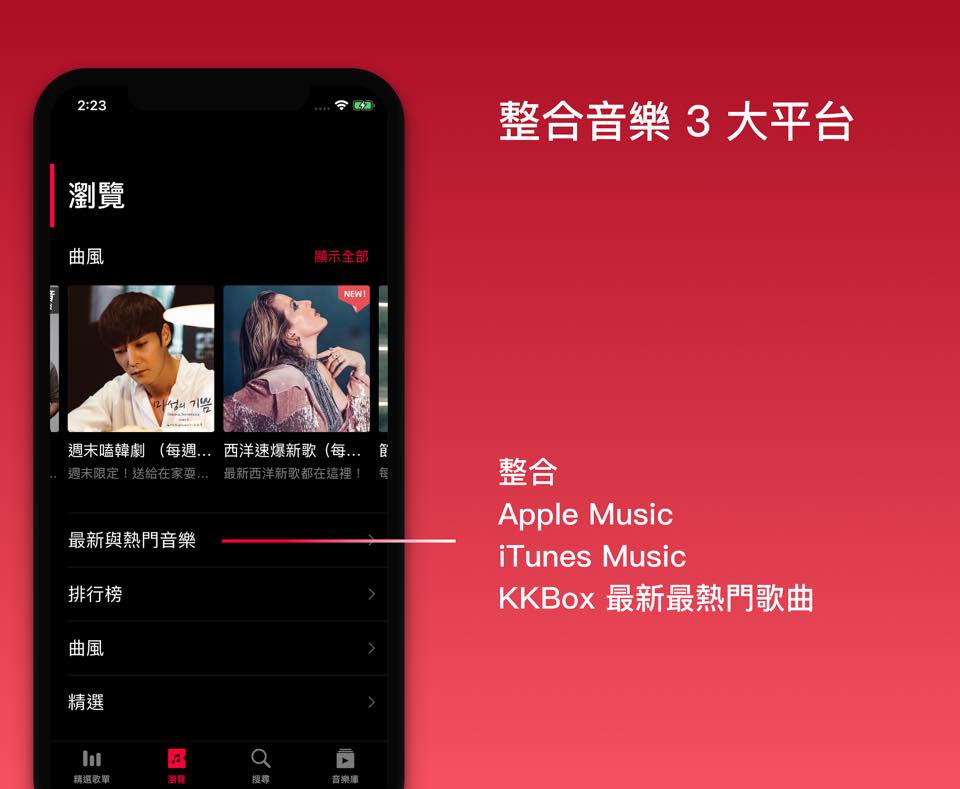 2:23
瀏覽
曲風
顯示全部
NEW!
마성의 기쁨
週末嗑韓劇 （每週...
西洋速爆新歌（每...
週末限定！送給在家耍...
最新西洋新歌都在這裡！
最新與熱門音樂
排行榜
曲風
精選
精選歌單
瀏覽
搜尋
音樂庫
整合音樂 3 大平台
整合
Apple Music
iTunes Music
KKBox 最新最熱門歌曲